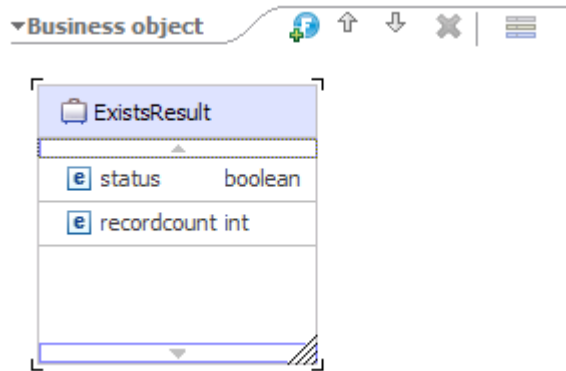 Business object
ExistsResult
e status boolean
e recordcount int